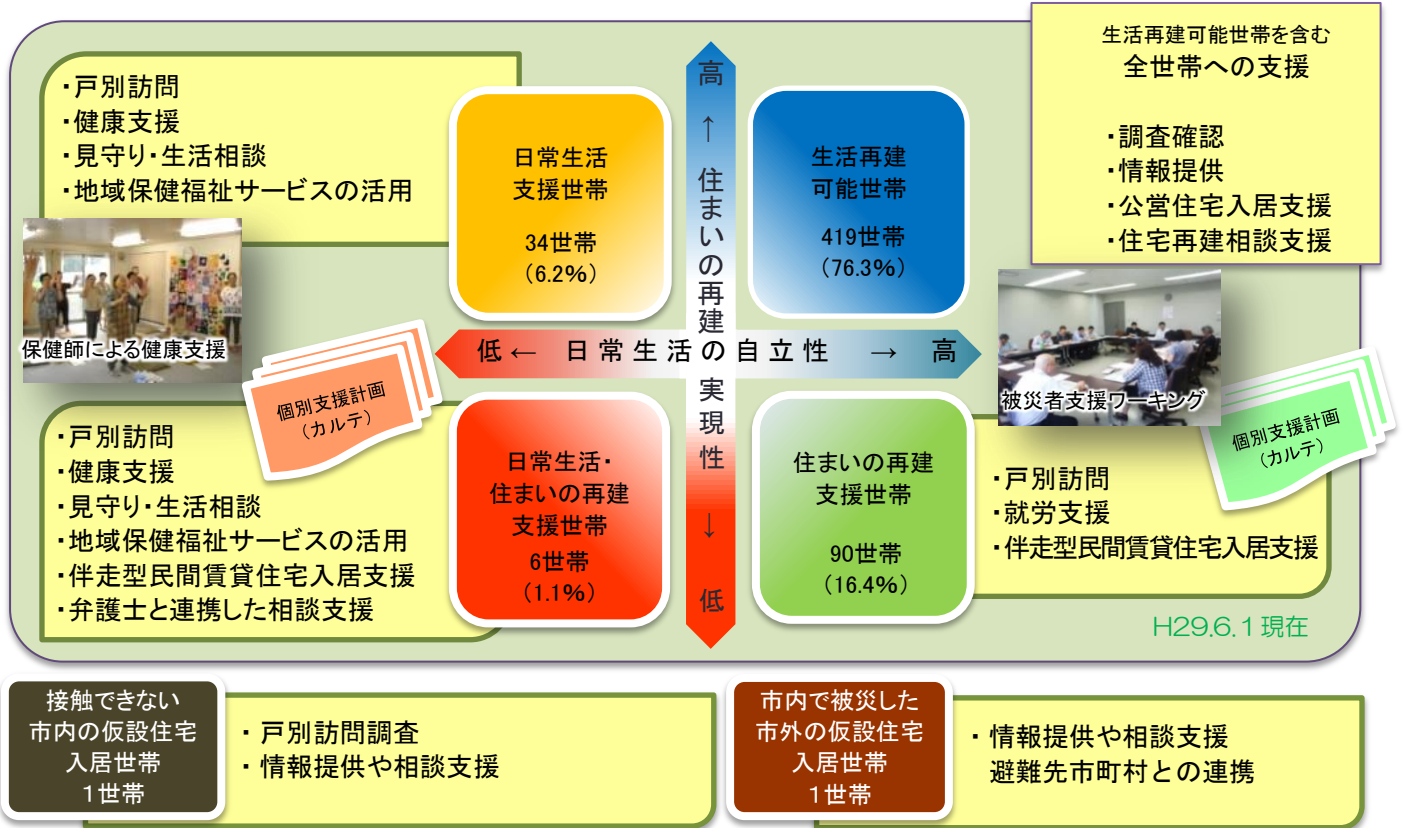 生活再建可能世帯を含む
全世帯への支援
・調査確認
・情報提供
・公営住宅入居支援
・住宅再建相談支援
・戸別訪問
・健康支援
・見守り・生活相談
・地域保健福祉サービスの活用
日常生活
支援世帯
34世帯
（6.2%）
生活再建
可能世帯
419世帯
（76.3%）
高 ← 住まいの再建の実現性 → 低
低 ← 日常生活の自立性 → 高
保健師による健康支援
個別支援計画
（カルテ）
被災者支援ワーキング
個別支援計画
（カルテ）
・戸別訪問
・健康支援
・見守り・生活相談
・地域保健福祉サービスの活用
・伴走型民間賃貸住宅入居支援
・弁護士と連携した相談支援
日常生活・
住まいの再建
支援世帯
6世帯
（1.1%）
住まいの再建
支援世帯
90世帯
（16.4%）
・戸別訪問
・就労支援
・伴走型民間賃貸住宅入居支援
H29.6.1現在
接触できない
市内の仮設住宅
入居世帯
1世帯
・戸別訪問調査
・情報提供や相談支援
市内で被災した
市外の仮設住宅
入居世帯
1世帯
・情報提供や相談支援
避難先市町村との連携